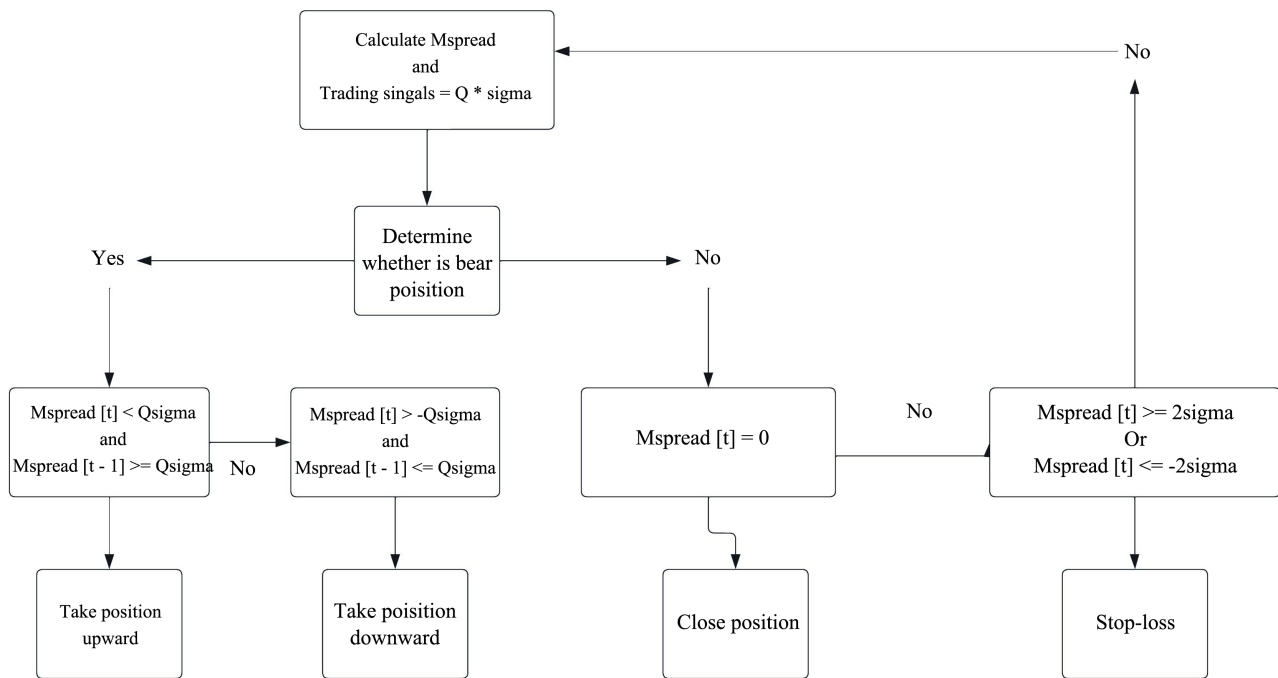 Calculate Mspread
and
Trading singals = Q * sigma
No
Determine
whether is bear
poisition
Yes
No
Mspread [t] < Qsigma
and
Mspread [t - 1] >= Qsigma
No
Mspread [t] > -Qsigma
and
Mspread [t - 1] <= Qsigma
Mspread [t] = 0
No
Mspread [t] >= 2sigma
Or
Mspread [t] <= -2sigma
Take position
upward
Take poisition
downward
Close position
Stop-loss